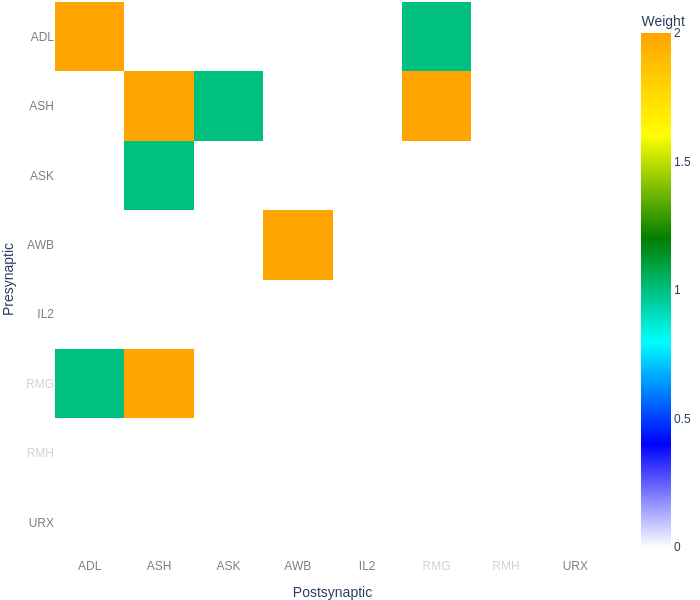 Weight
ADL
ASH
ASK
AWB
IL2
RMG
RMH
URX
Presynaptic
ADL ASH ASK AWB IL2 RMG RMH URX
Postsynaptic
2
1.5
1
0.5
0